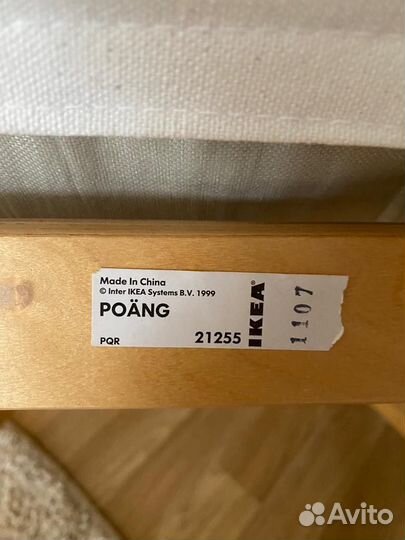 Made In China
© Inter IKEA Systems B.V. 1999
POÄNG
PQR 21255
IKEA
1107
Avito